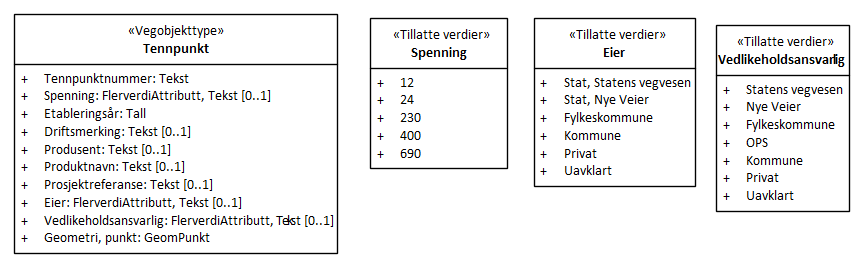 «Vegobjekttype»
Tennpunkt
+ Tennpunktnummer: Tekst
+ Spenning: FlerverdiAttributt, Tekst [0..1]
+ Etableringsår: Tall
+ Driftsmerking: Tekst [0..1]
+ Produsent: Tekst [0..1]
+ Produktnavn: Tekst [0..1]
+ Prosjektreferanse: Tekst [0..1]
+ Eier: FlerverdiAttributt, Tekst [0..1]
+ Vedlikeholdsansvarlig: FlerverdiAttributt, Tekst [0..1]
+ Geometri, punkt: GeomPunkt
«Tillatte verdier»
Spenning
+ 12
+ 24
+ 230
+ 400
+ 690
«Tillatte verdier»
Eier
+ Stat, Statens vegvesen
+ Stat, Nye Veier
+ Fylkeskommune
+ Kommune
+ Privat
+ Uavklart
«Tillatte verdier»
Vedlikeholdsansvarlig
+ Statens vegvesen
+ Nye Veier
+ Fylkeskommune
+ OPS
+ Kommune
+ Privat
+ Uavklart